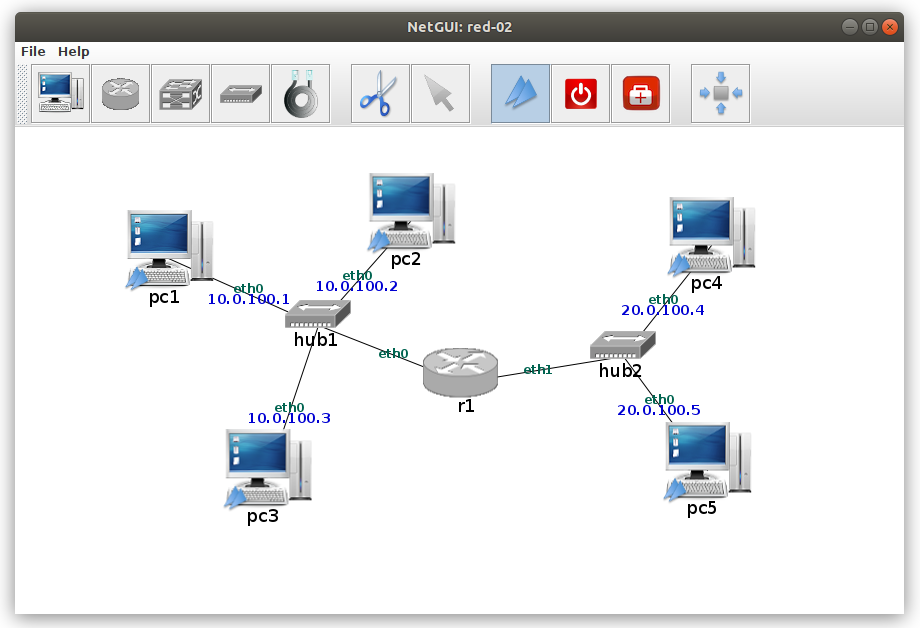 NetGUI: red-02
File Help
pc2
pc1
eth0
10.0.100.1
eth0
10.0.100.2
pc4
eth0
20.0.100.4
hub1
hub2
eth0
eth1
r1
eth0
10.0.100.3
eth0
20.0.100.5
pc3
pc5